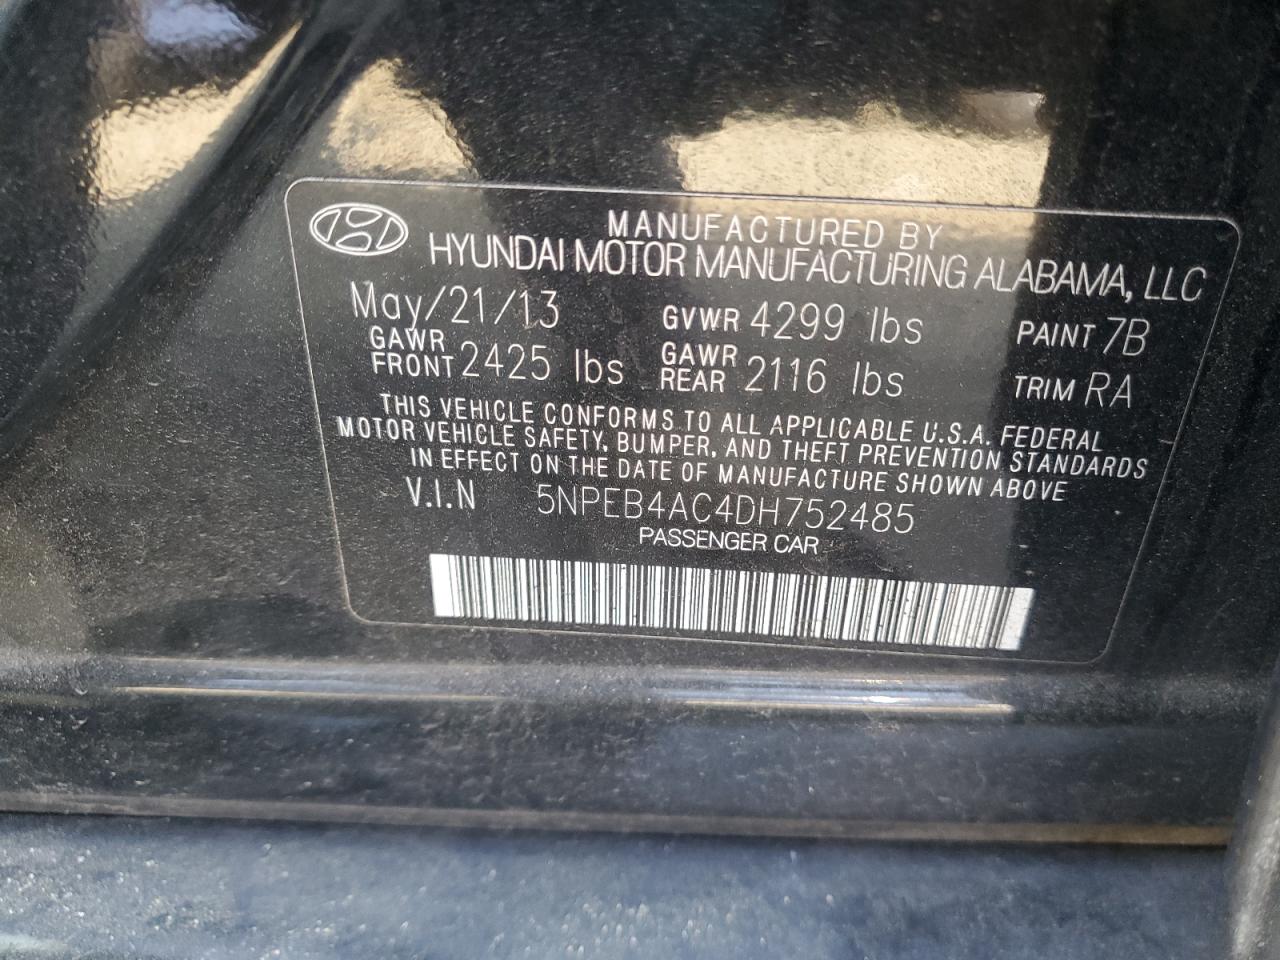 MANUFACTURED BY
HYUNDAI MOTOR MANUFACTURING ALABAMA, LLC
May/21/13 GVWR 4299 lbs PAINT 7B
GAWR FRONT 2425 lbs GAWR REAR 2116 lbs TRIM RA
THIS VEHICLE CONFORMS TO ALL APPLICABLE U.S.A. FEDERAL
MOTOR VEHICLE SAFETY, BUMPER, AND THEFT PREVENTION STANDARDS
IN EFFECT ON THE DATE OF MANUFACTURE SHOWN ABOVE
V.I.N 5NPEB4AC4DH752485
PASSENGER CAR